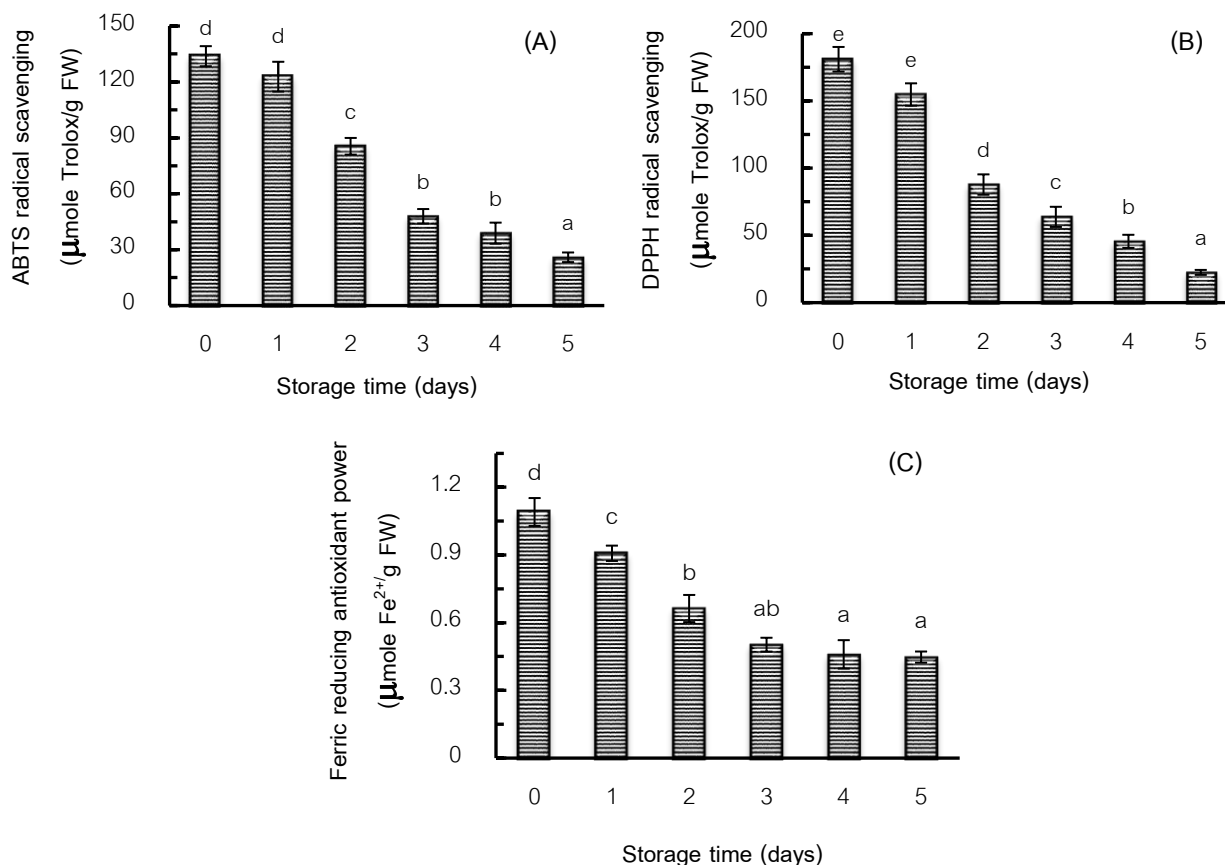 (A)
ABTS radical scavenging
(µmole Trolox/g FW)
150
120
90
60
30
0
d
d
c
b
b
a
0 1 2 3 4 5
Storage time (days)
(B)
DPPH radical scavenging
(µmole Trolox/g FW)
200
150
100
50
0
e
e
d
c
b
a
0 1 2 3 4 5
Storage time (days)
(C)
Ferric reducing antioxidant power
(µmole Fe²⁺/g FW)
1.2
0.9
0.6
0.3
0
d
c
b
ab
a
a
0 1 2 3 4 5
Storage time (days)